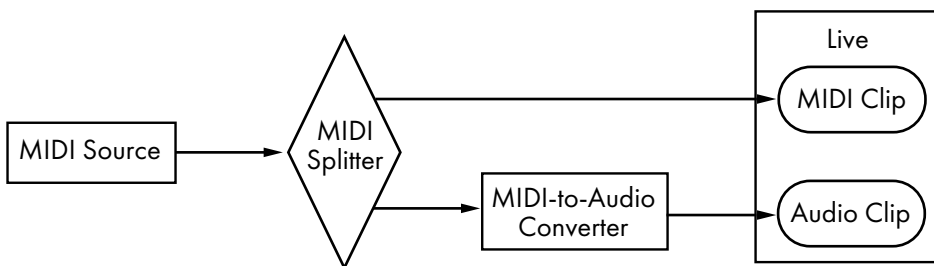 Live
MIDI Clip
MIDI Source
MIDI
Splitter
MIDI-to-Audio
Converter
Audio Clip